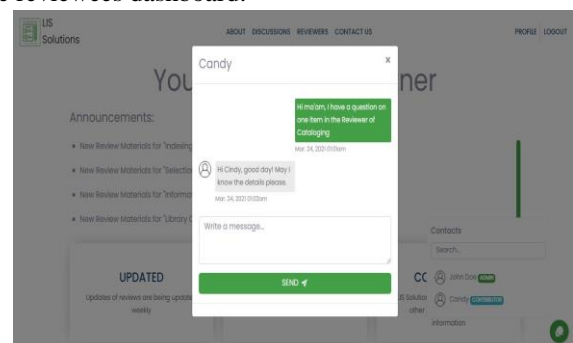 e reviewees dashboard.
LIS
Solutions
ABOUT DISCUSSIONS REVIEWERS CONTACT US
PROFILE LOGOUT
You
ner
Announcements:
New Review Materials for "Indexing
New Review Materials for "Selectio
New Review Materials for "Informa
New Review Materials for "Library C
Candy
x
Hi ma'am, I have a question on
one item in the Reviewer of
Cataloging
Mar. 24, 2021 01:01am
Hi Cindy, good day! May I
know the details please.
Mar. 24, 2021 01:02am
Write a message..
SEND
Contacts
Search..
John Doe ADMIN
Candy CONTRIBUTOR
UPDATED
Updates of reviews are being update
weekly
CO
IS Solution
other
information